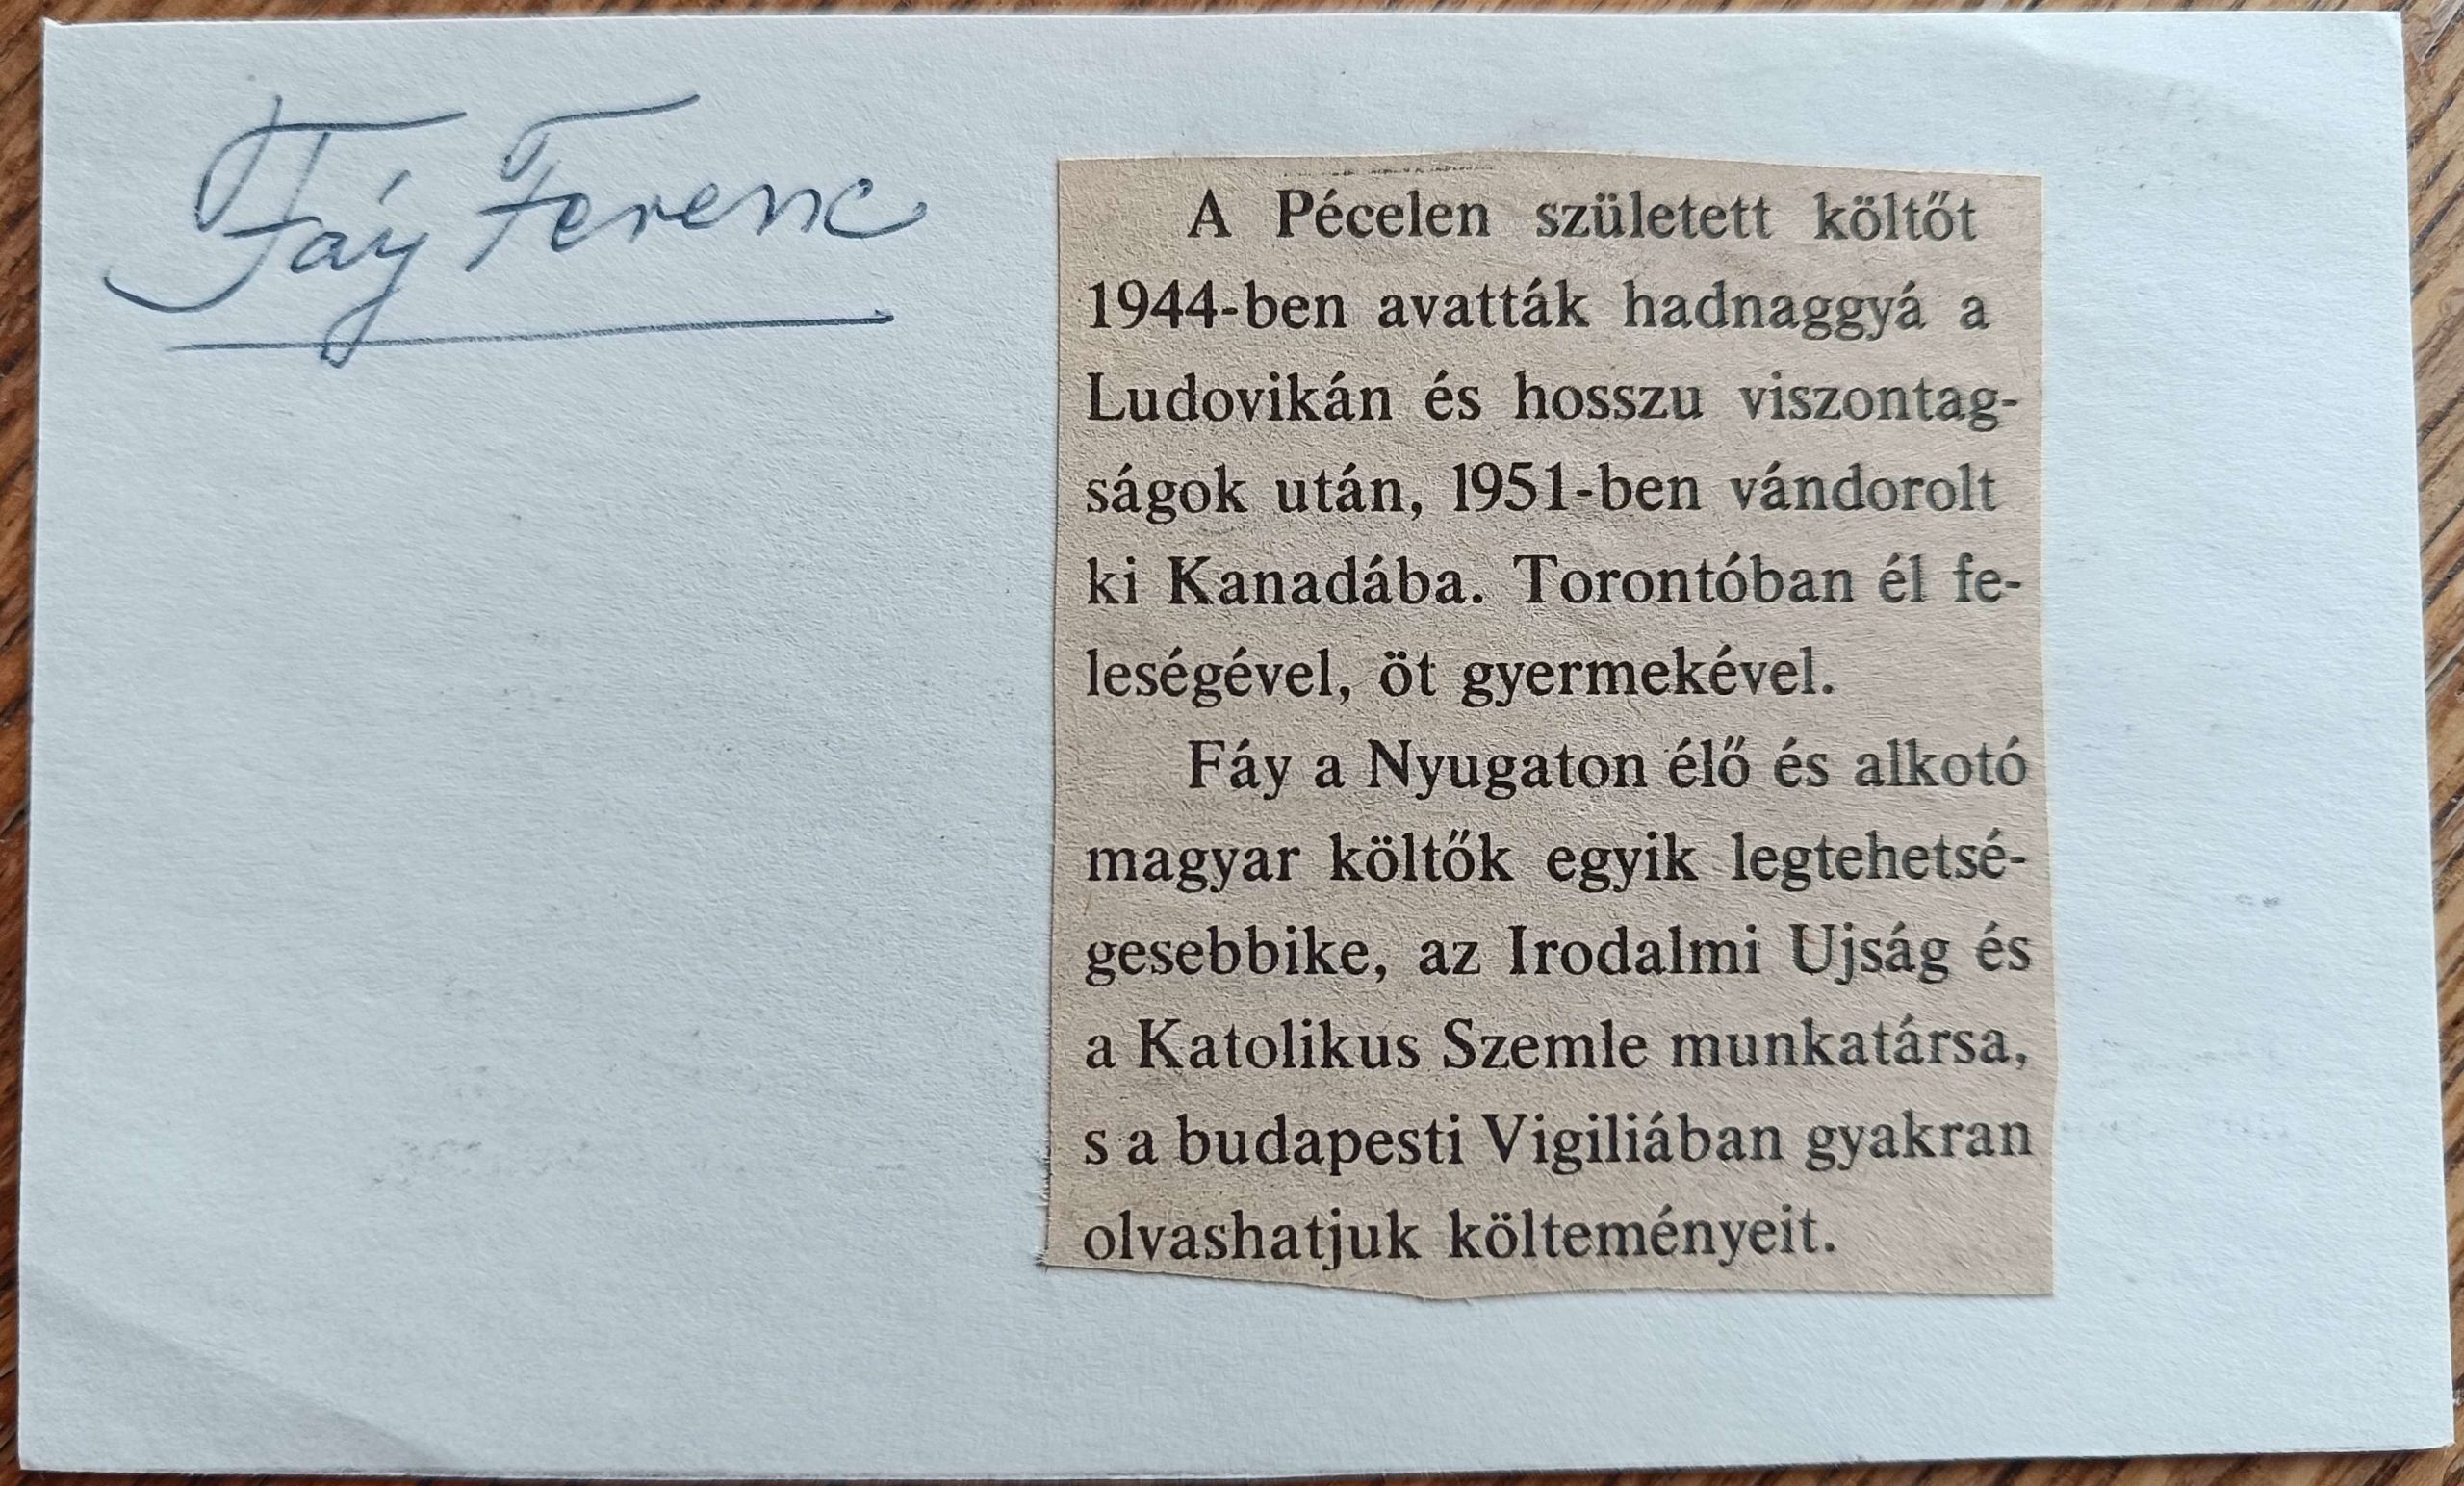 Fáy Ferenc
A Pécelen született költőt
1944-ben avatták hadnaggyá a
Ludovikán és hosszu viszontag-
ságok után, 1951-ben vándorolt
ki Kanadába. Torontóban él fe-
leségével, öt gyermekével.
Fáy a Nyugaton élő és alkotó
magyar költők egyik legtehetsé-
gesebbike, az Irodalmi Ujság és
a Katolikus Szemle munkatársa,
s a budapesti Vigiliában gyakran
olvashatjuk költeményeit.